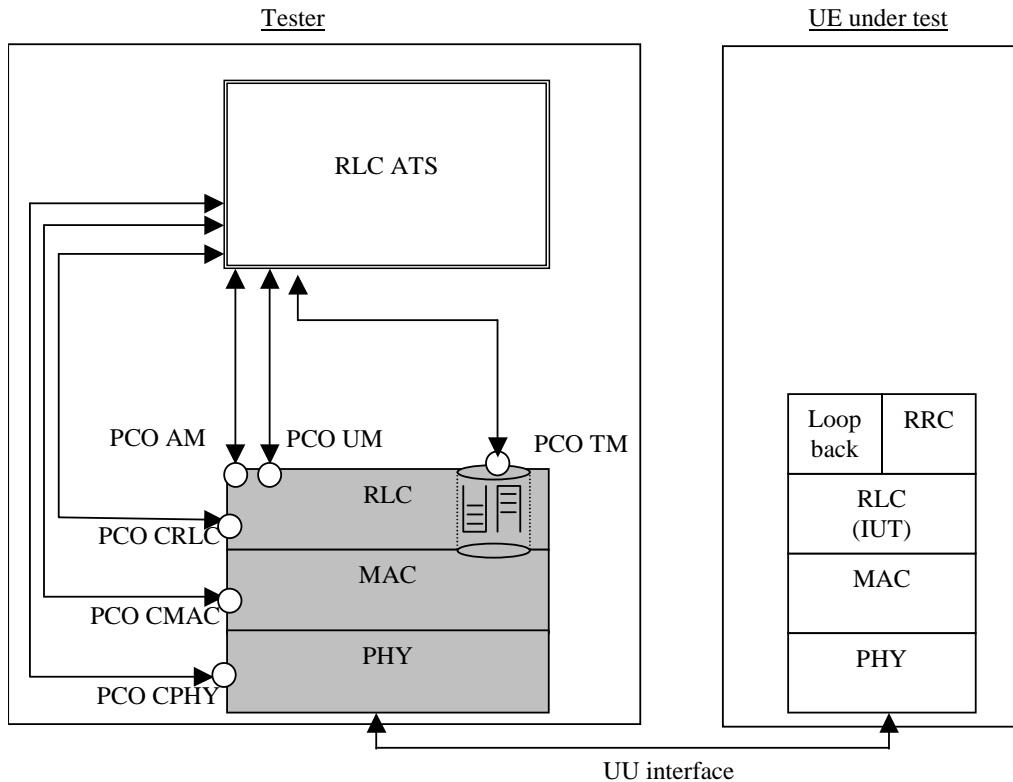 Tester
UE under test
RLC ATS
PCO AM
PCO UM
PCO TM
Loop
back
RRC
RLC
RLC
(IUT)
PCO CRLC
MAC
MAC
PCO CMAC
PHY
PHY
PCO CPHY
UU interface